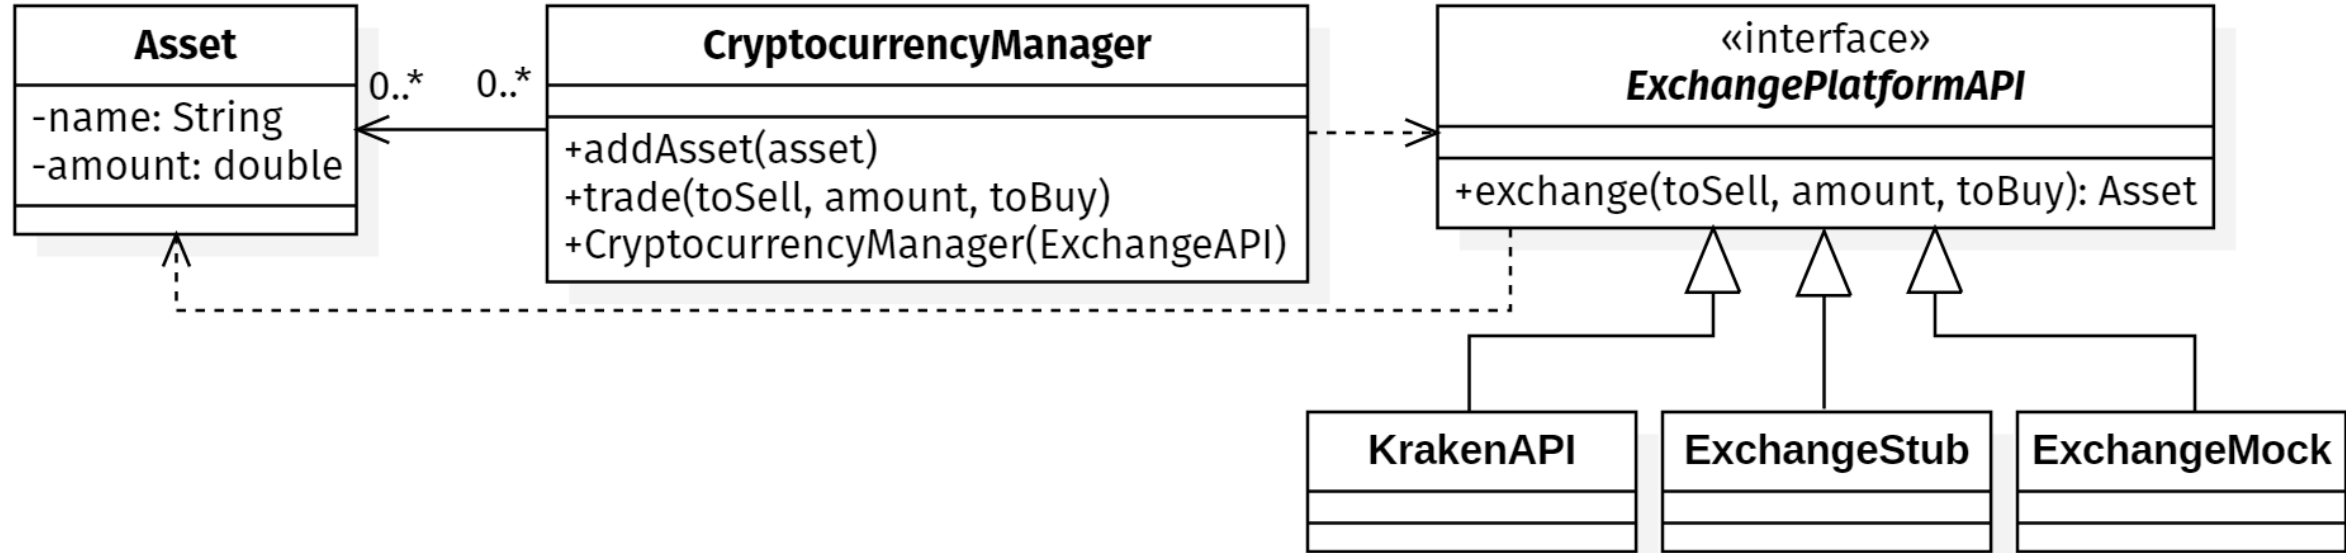 Asset
-name: String
-amount: double
0..*
0..*
CryptocurrencyManager
+addAsset(asset)
+trade(toSell, amount, toBuy)
+CryptocurrencyManager(ExchangeAPI)
«interface»
ExchangePlatformAPI
+exchange(toSell, amount, toBuy): Asset
KrakenAPI
ExchangeStub
ExchangeMock